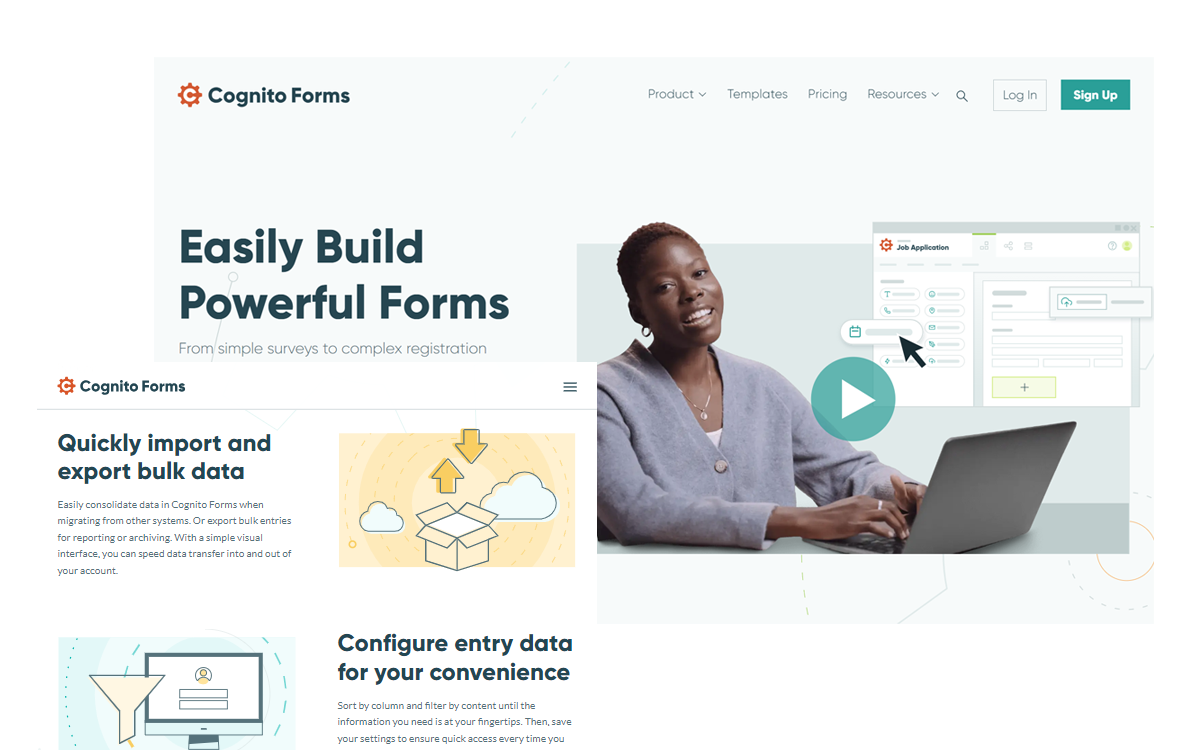 Cognito Forms
Product
Templates
Pricing
Resources
Log In
Sign Up
Easily Build
Powerful Forms
From simple surveys to complex registration
Job Application
Cognito Forms
Quickly import and
export bulk data
Easily consolidate data in Cognito Forms when
migrating from other systems. Or export bulk entries
for reporting or archiving. With a simple visual
interface, you can speed data transfer into and out of
your account.
Configure entry data
for your convenience
Sort by column and filter by content until the
information you need is at your fingertips. Then, save
your settings to ensure quick access every time you